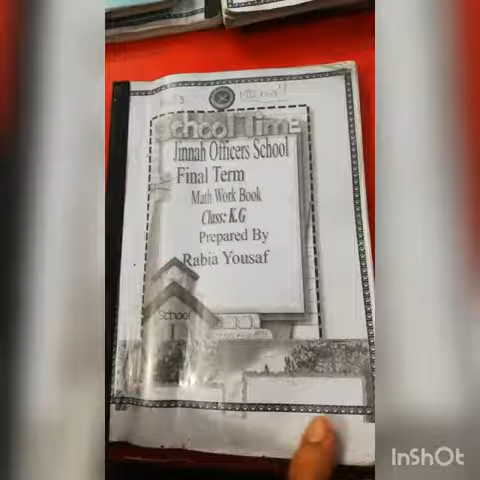 School Time
Jinnah Officers School
Final Term
Math Work Book
Class: K.G
Prepared By
Rabia Yousaf
School
InShOt